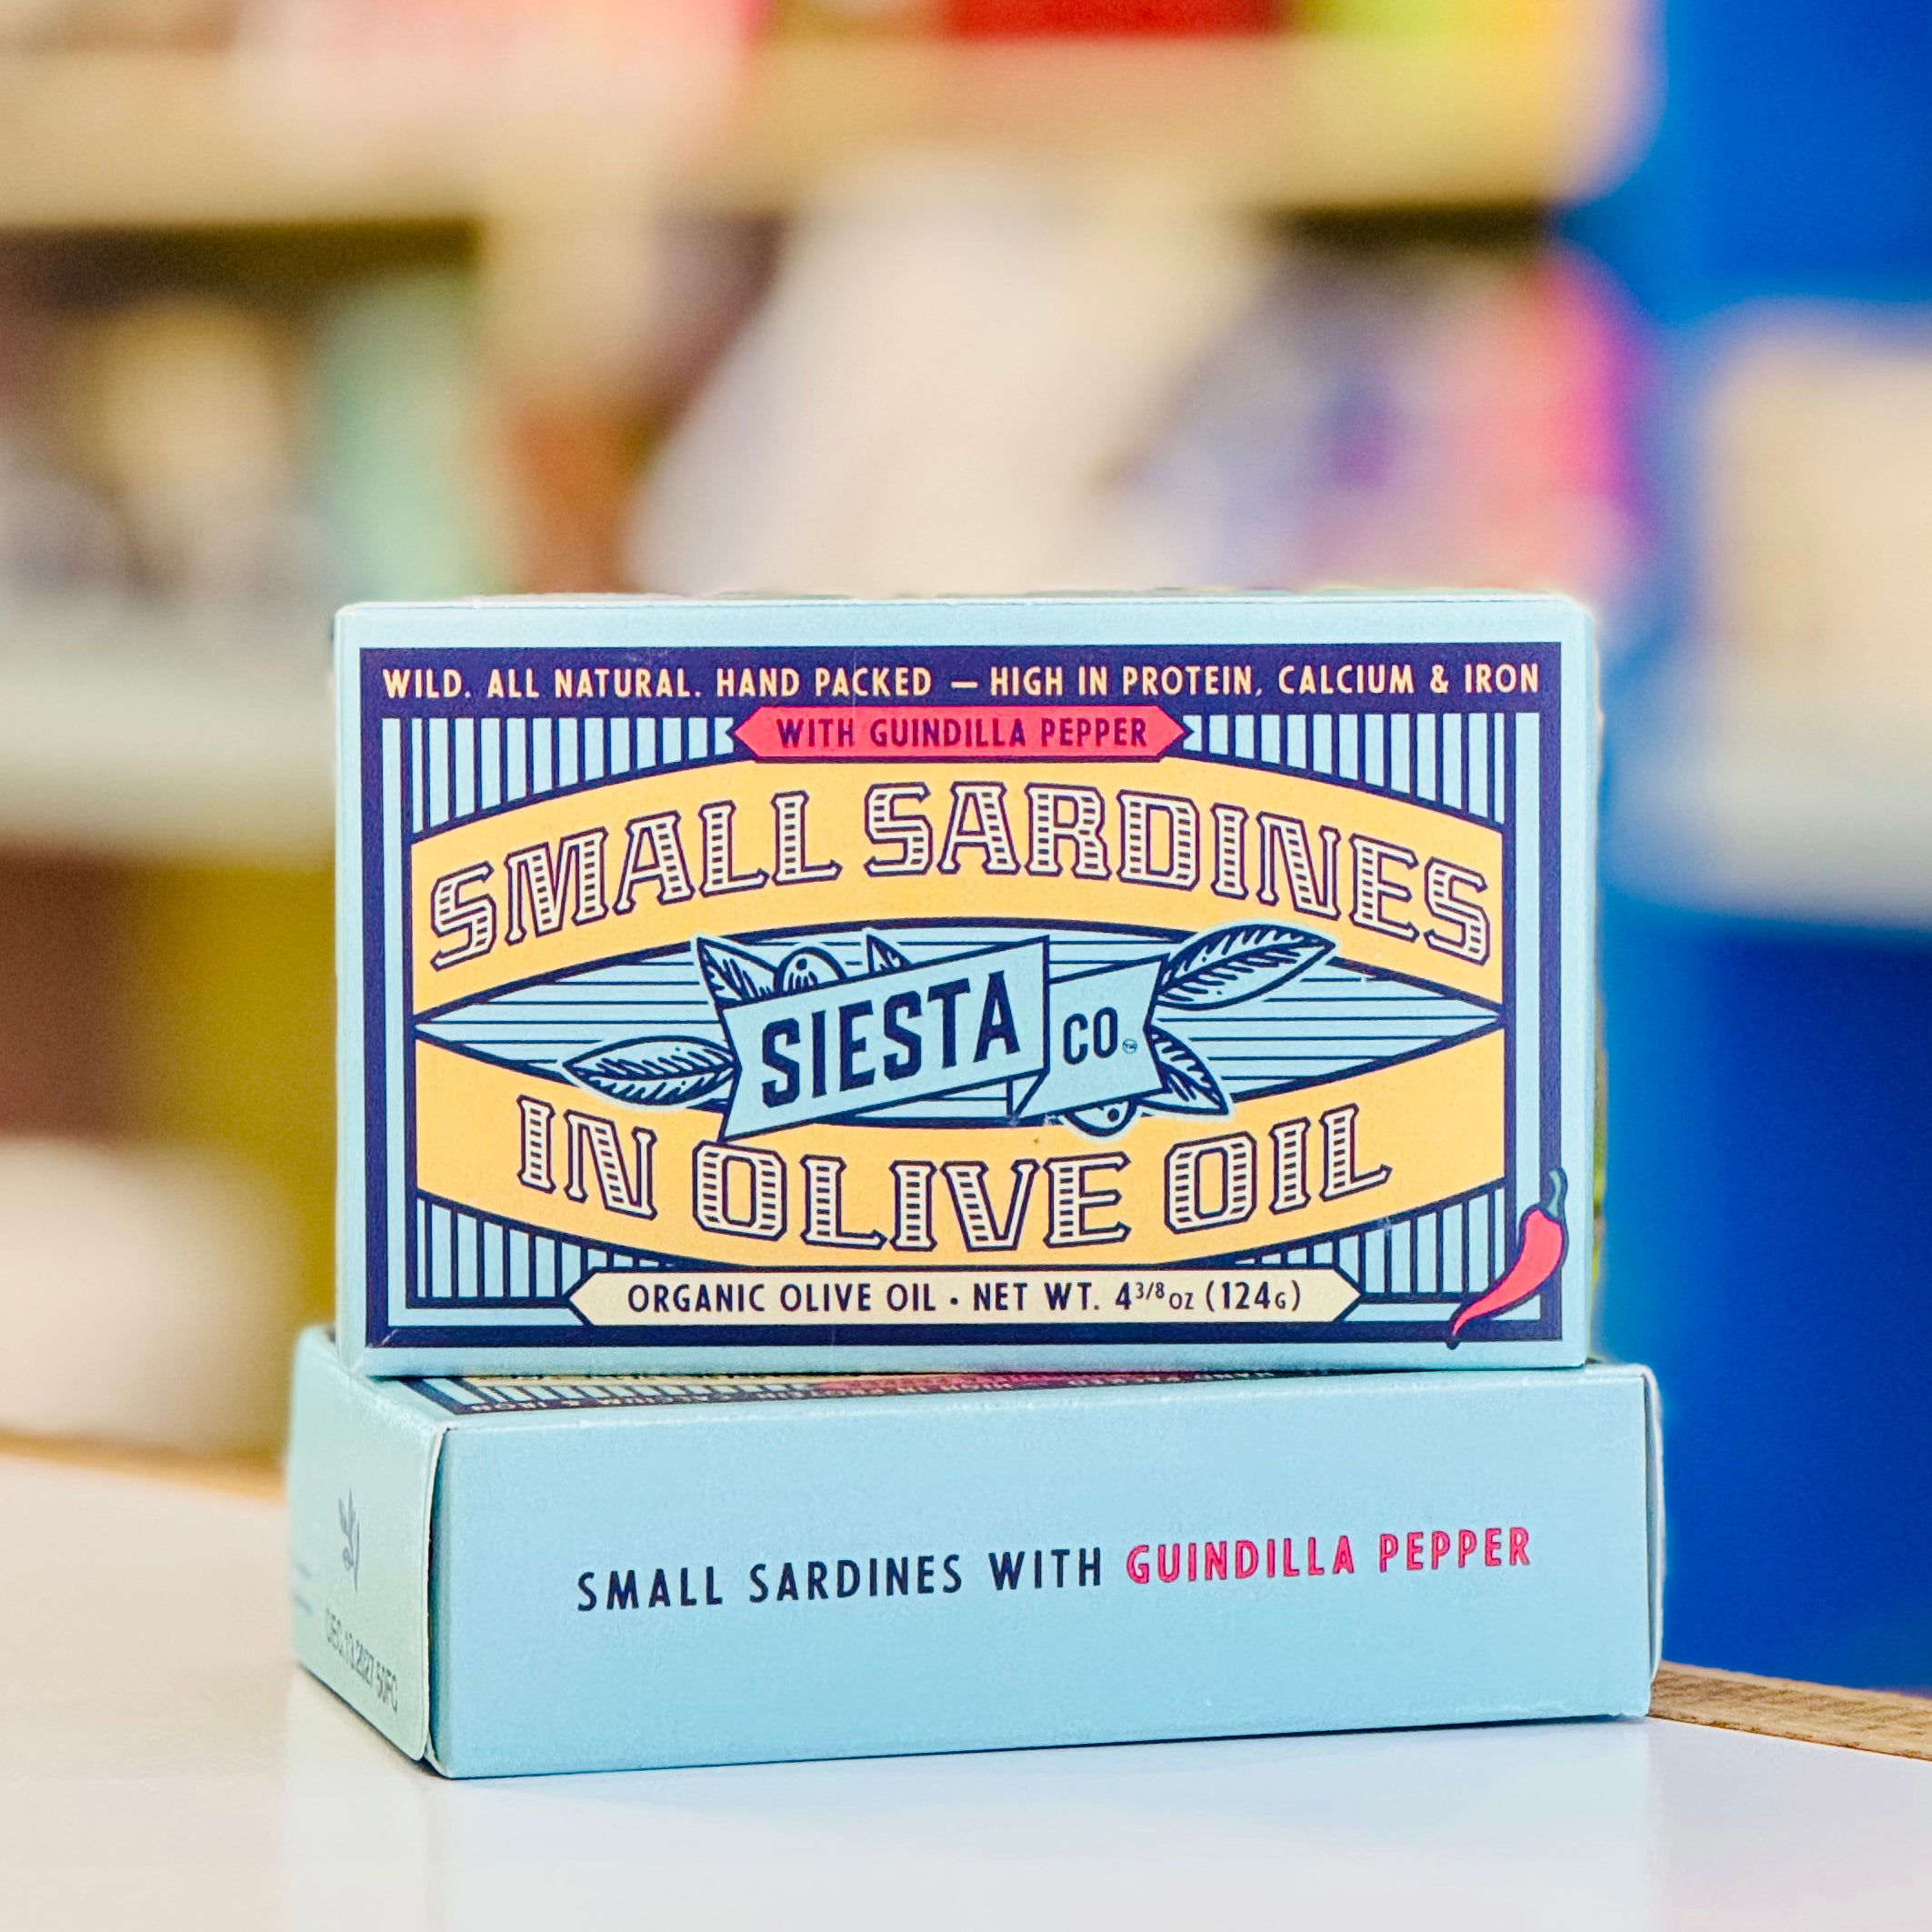 WILD. ALL NATURAL. HAND PACKED — HIGH IN PROTEIN, CALCIUM & IRON
WITH GUINDILLA PEPPER
SMALL SARDINES
SIESTA CO.™
IN OLIVE OIL
ORGANIC OLIVE OIL • NET WT. 4 3/8 OZ (124G)
SMALL SARDINES WITH GUINDILLA PEPPER